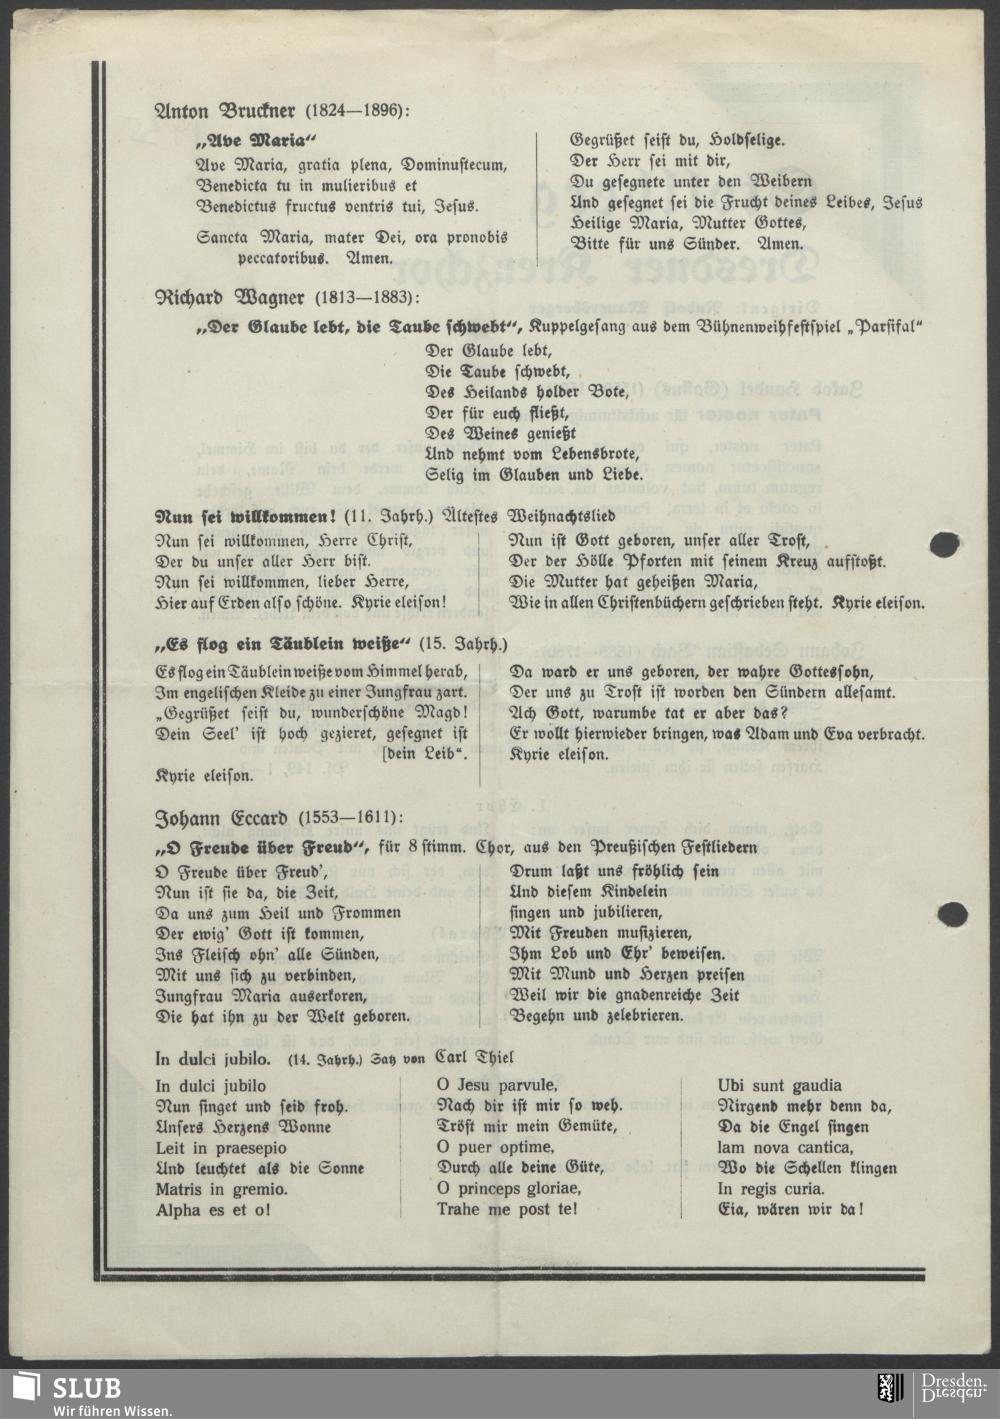 Anton Bruckner (1824—1896):
„Ave Maria“
Ave Maria, gratia plena, Dominustecum,
Benedicta tu in mulieribus et
Benedictus fructus ventris tui, Jesus.
Sancta Maria, mater Dei, ora pronobis
peccatoribus. Amen.
Gegrüßet seist du, Holdselige.
Der Herr sei mit dir,
Du gesegnete unter den Weibern
Und gesegnet sei die Frucht deines Leibes, Jesus
Heilige Maria, Mutter Gottes,
Bitte für uns Sünder. Amen.
Richard Wagner (1813—1883):
„Der Glaube lebt, die Taube schwebt“, Kuppelgesang aus dem Bühnenweihfestspiel „Parsifal“
Der Glaube lebt,
Die Taube schwebt,
Des Heilands holder Bote,
Der für euch fließt,
Des Weines genießt
Und nehmt vom Lebensbrote,
Selig im Glauben und Liebe.
Nun sei willkommen! (11. Jahrh.) Ältestes Weihnachtslied
Nun sei willkommen, Herre Christ,
Der du unser aller Herr bist.
Nun sei willkommen, lieber Herre,
Hier auf Erden also schöne. Kyrie eleison!
Nun ist Gott geboren, unser aller Trost,
Der der Hölle Pforten mit seinem Kreuz aufstoßt.
Die Mutter hat geheißen Maria,
Wie in allen Christenbüchern geschrieben steht. Kyrie eleison.
„Es flog ein Täublein weiße“ (15. Jahrh.)
Es flog ein Täublein weiße vom Himmel herab,
Im engelischen Kleide zu einer Jungfrau zart.
„Gegrüßet seist du, wunderschöne Magd!
Dein Seel' ist hoch gezieret, gesegnet ist
[dein Leib“.
Kyrie eleison.
Da ward er uns geboren, der wahre Gottessohn,
Der uns zu Trost ist worden den Sündern allesamt.
Ach Gott, warumbe tat er aber das?
Er wollt hierwieder bringen, was Adam und Eva verbracht.
Kyrie eleison.
Johann Eccard (1553—1611):
„O Freude über Freud“, für 8 stimm. Chor, aus den Preußischen Festliedern
O Freude über Freud',
Nun ist sie da, die Zeit,
Da uns zum Heil und Frommen
Der ewig' Gott ist kommen,
Ins Fleisch ohn' alle Sünden,
Mit uns sich zu verbinden,
Jungfrau Maria auserkoren,
Die hat ihn zu der Welt geboren.
Drum laßt uns fröhlich sein
Und diesem Kindelein
singen und jubilieren,
Mit Freuden musizieren,
Ihm Lob und Ehr' beweisen.
Mit Mund und Herzen preisen
Weil wir die gnadenreiche Zeit
Begehn und zelebrieren.
In dulci jubilo. (14. Jahrh.) Satz von Carl Thiel
In dulci jubilo
Nun singet und seid froh.
Unsers Herzens Wonne
Leit in praesepio
Und leuchtet als die Sonne
Matris in gremio.
Alpha es et o!
O Jesu parvule,
Nach dir ist mir so weh.
Tröst mir mein Gemüte,
O puer optime,
Durch alle deine Güte,
O princeps gloriae,
Trahe me post te!
Ubi sunt gaudia
Nirgend mehr denn da,
Da die Engel singen
Iam nova cantica,
Wo die Schellen klingen
In regis curia.
Eia, wären wir da!
SLUB
Wir führen Wissen.
Dresden.
Dresden.